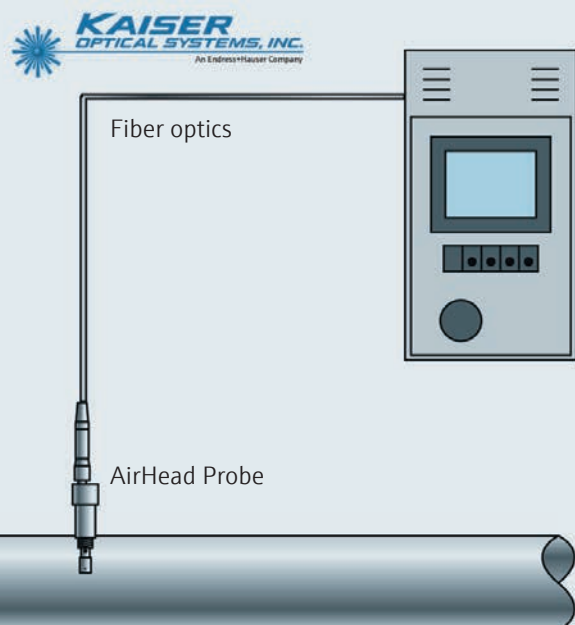 KAISER
OPTICAL SYSTEMS, INC.
An Endress+Hauser Company
Fiber optics
AirHead Probe